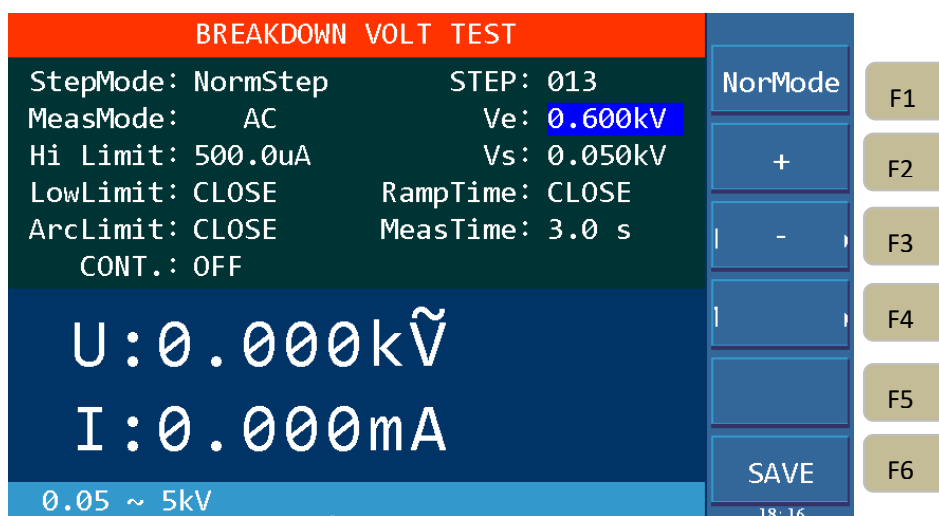 BREAKDOWN VOLT TEST
StepMode: NormStep STEP: 013
MeasMode: AC Ve: 0.600kV
Hi Limit: 500.0uA Vs: 0.050kV
LowLimit: CLOSE RampTime: CLOSE
ArcLimit: CLOSE MeasTime: 3.0 s
CONT.: OFF
U:0.000kṼ
I:0.000mA
0.05 ~ 5kV
NorMode
+
-
SAVE
18:16
F1
F2
F3
F4
F5
F6